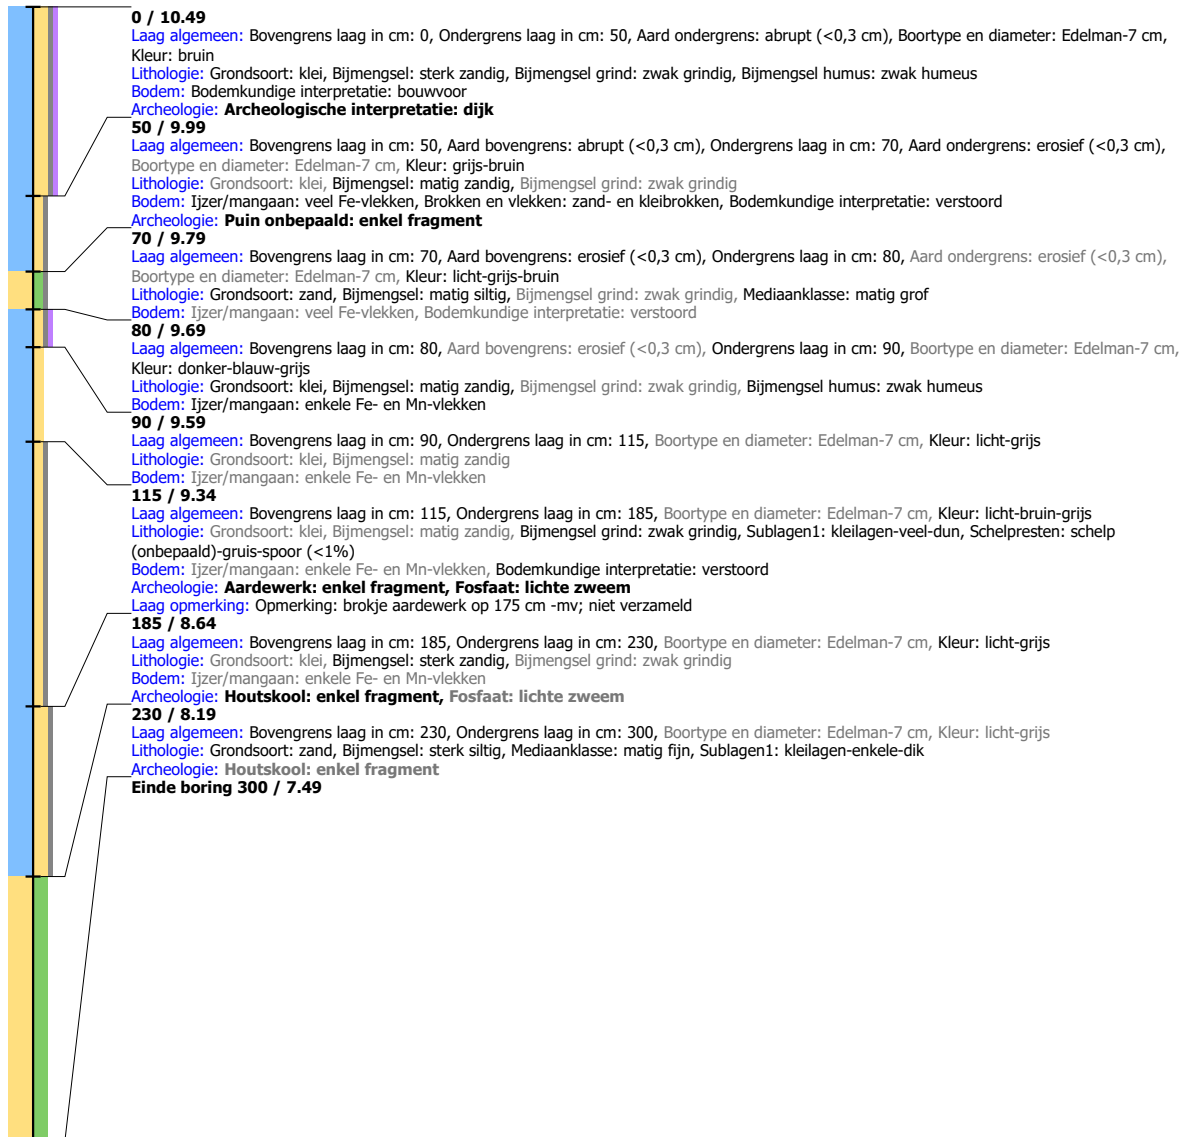 0 / 10.49
Laag algemeen: Bovengrens laag in cm: 0, Ondergrens laag in cm: 50, Aard ondergrens: abrupt (<0,3 cm), Boortype en diameter: Edelman-7 cm,
Kleur: bruin
Lithologie: Grondsoort: klei, Bijmengsel: sterk zandig, Bijmengsel grind: zwak grindig, Bijmengsel humus: zwak humeus
Bodem: Bodemkundige interpretatie: bouwvoor
Archeologie: Archeologische interpretatie: dijk
50 / 9.99
Laag algemeen: Bovengrens laag in cm: 50, Aard bovengrens: abrupt (<0,3 cm), Ondergrens laag in cm: 70, Aard ondergrens: erosief (<0,3 cm),
Boortype en diameter: Edelman-7 cm, Kleur: grijs-bruin
Lithologie: Grondsoort: klei, Bijmengsel: matig zandig, Bijmengsel grind: zwak grindig
Bodem: Ijzer/mangaan: veel Fe-vlekken, Brokken en vlekken: zand- en kleibrokken, Bodemkundige interpretatie: verstoord
Archeologie: Puin onbepaald: enkel fragment
70 / 9.79
Laag algemeen: Bovengrens laag in cm: 70, Aard bovengrens: erosief (<0,3 cm), Ondergrens laag in cm: 80, Aard ondergrens: erosief (<0,3 cm),
Boortype en diameter: Edelman-7 cm, Kleur: licht-grijs-bruin
Lithologie: Grondsoort: zand, Bijmengsel: matig siltig, Bijmengsel grind: zwak grindig, Mediaanklasse: matig grof
Bodem: Ijzer/mangaan: veel Fe-vlekken, Bodemkundige interpretatie: verstoord
80 / 9.69
Laag algemeen: Bovengrens laag in cm: 80, Aard bovengrens: erosief (<0,3 cm), Ondergrens laag in cm: 90, Boortype en diameter: Edelman-7 cm,
Kleur: donker-blauw-grijs
Lithologie: Grondsoort: klei, Bijmengsel: matig zandig, Bijmengsel grind: zwak grindig, Bijmengsel humus: zwak humeus
Bodem: Ijzer/mangaan: enkele Fe- en Mn-vlekken
90 / 9.59
Laag algemeen: Bovengrens laag in cm: 90, Ondergrens laag in cm: 115, Boortype en diameter: Edelman-7 cm, Kleur: licht-grijs
Lithologie: Grondsoort: klei, Bijmengsel: matig zandig
Bodem: Ijzer/mangaan: enkele Fe- en Mn-vlekken
115 / 9.34
Laag algemeen: Bovengrens laag in cm: 115, Ondergrens laag in cm: 185, Boortype en diameter: Edelman-7 cm, Kleur: licht-bruin-grijs
Lithologie: Grondsoort: klei, Bijmengsel: matig zandig, Bijmengsel grind: zwak grindig, Sublagen1: kleilagen-veel-dun, Schelpresten: schelp
(onbepaald)-gruis-spoor (<1%)
Bodem: Ijzer/mangaan: enkele Fe- en Mn-vlekken, Bodemkundige interpretatie: verstoord
Archeologie: Aardewerk: enkel fragment, Fosfaat: lichte zweem
Laag opmerking: Opmerking: brokje aardewerk op 175 cm -mv; niet verzameld
185 / 8.64
Laag algemeen: Bovengrens laag in cm: 185, Ondergrens laag in cm: 230, Boortype en diameter: Edelman-7 cm, Kleur: licht-grijs
Lithologie: Grondsoort: klei, Bijmengsel: sterk zandig, Bijmengsel grind: zwak grindig
Bodem: Ijzer/mangaan: enkele Fe- en Mn-vlekken
Archeologie: Houtskool: enkel fragment, Fosfaat: lichte zweem
230 / 8.19
Laag algemeen: Bovengrens laag in cm: 230, Ondergrens laag in cm: 300, Boortype en diameter: Edelman-7 cm, Kleur: licht-grijs
Lithologie: Grondsoort: zand, Bijmengsel: sterk siltig, Mediaanklasse: matig fijn, Sublagen1: kleilagen-enkele-dik
Archeologie: Houtskool: enkel fragment
Einde boring 300 / 7.49